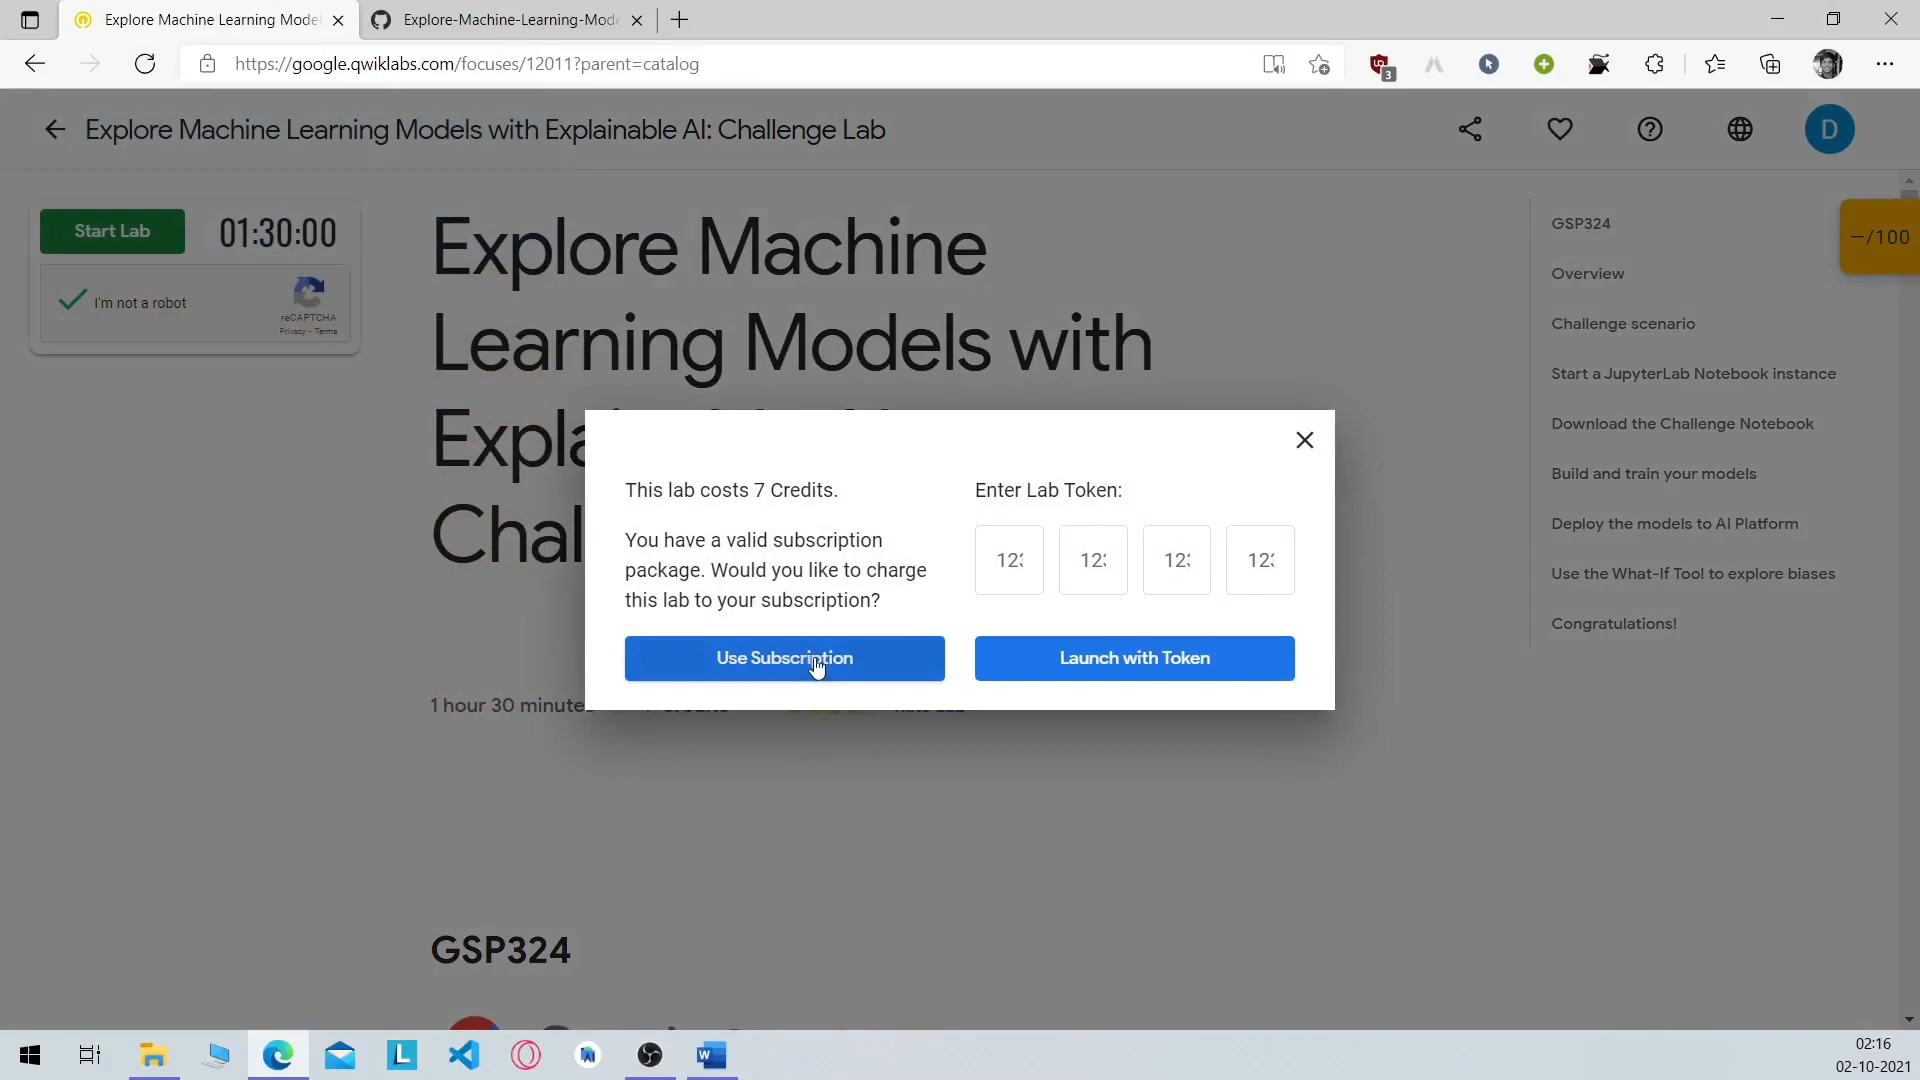 Explore Machine Learning Mode
Explore-Machine-Learning-Mode
https://google.qwiklabs.com/focuses/12011?parent=catalog
3
Explore Machine Learning Models with Explainable AI: Challenge Lab
D
Start Lab
01:30:00
I'm not a robot
reCAPTCHA
Privacy - Terms
Explore Machine
Learning Models with
Expla
Chal
1 hour 30 minutes
GSP324
GSP324
Overview
Challenge scenario
Start a JupyterLab Notebook instance
Download the Challenge Notebook
Build and train your models
Deploy the models to AI Platform
Use the What-If Tool to explore biases
Congratulations!
–/100
This lab costs 7 Credits.
You have a valid subscription
package. Would you like to charge
this lab to your subscription?
Use Subscription
Enter Lab Token:
Launch with Token
02:16
02-10-2021